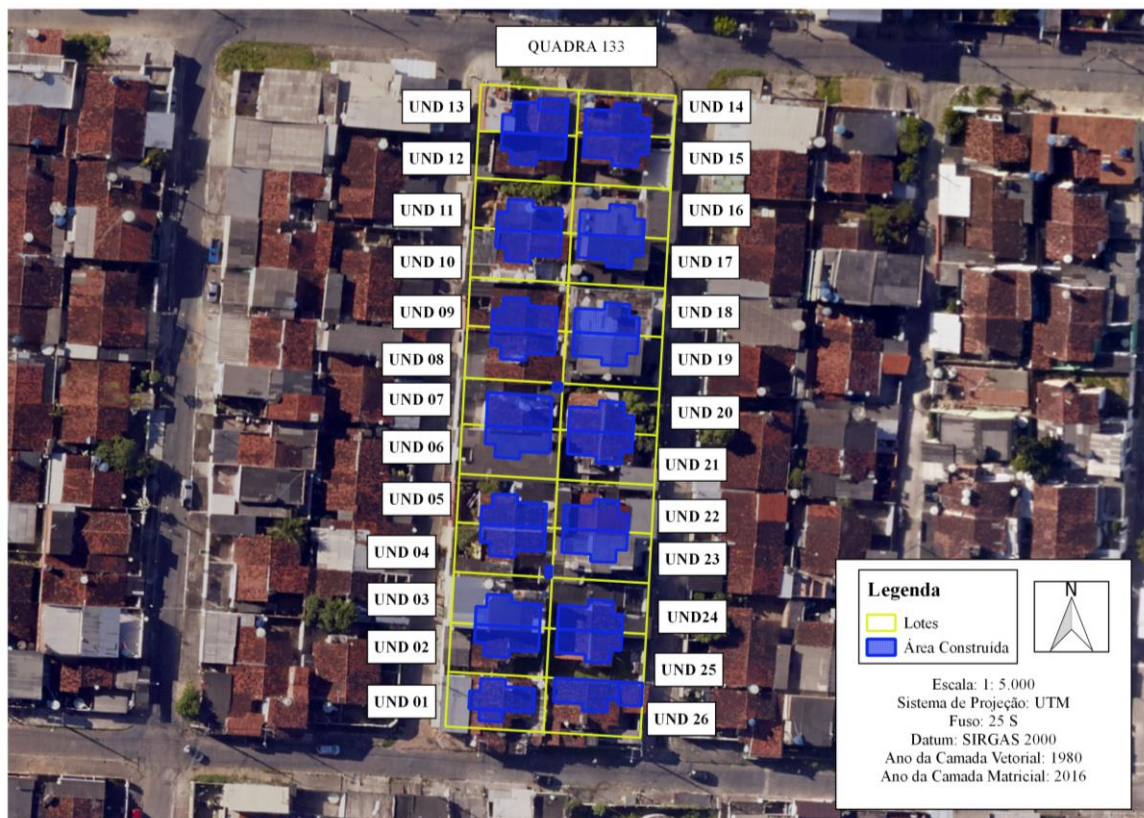 QUADRA 133
UND 13
UND 14
UND 12
UND 15
UND 11
UND 16
UND 10
UND 17
UND 09
UND 18
UND 08
UND 19
UND 07
UND 20
UND 06
UND 21
UND 05
UND 22
UND 04
UND 23
UND 03
UND24
UND 02
UND 25
UND 01
UND 26
Legenda
Lotes
Área Construída
N
Escala: 1: 5.000
Sistema de Projeção: UTM
Fuso: 25 S
Datum: SIRGAS 2000
Ano da Camada Vetorial: 1980
Ano da Camada Matricial: 2016